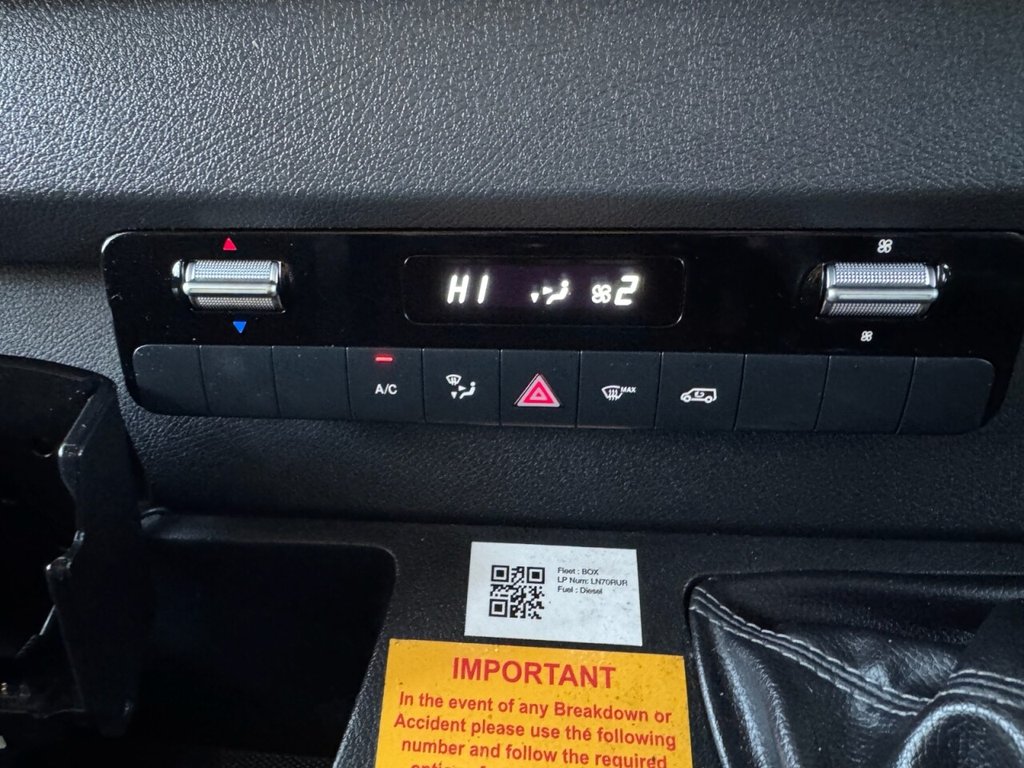 HI 2
A/C
MAX
Fleet : BOX
LP Num: LN70RUR
Fuel : Diesel
IMPORTANT
In the event of any Breakdown or
Accident please use the following
number and follow the required